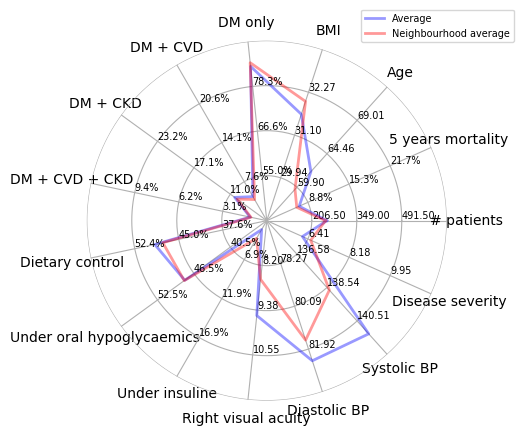 Average
Neighbourhood average
DM only
BMI
DM + CVD
Age
DM + CKD
5 years mortality
DM + CVD + CKD
# patients
Dietary control
Disease severity
Under oral hypoglycaemics
Systolic BP
Under insuline
Diastolic BP
Right visual acuity
78.3%
32.27
20.6%
69.01
66.6%
31.10
14.1%
64.46
23.2%
21.7%
17.1%
15.3%
55.0%
29.94
7.6%
59.90
9.4%
6.2%
11.0%
8.8%
3.1%
206.50
349.00
491.50
37.6%
45.0%
52.4%
6.41
8.18
9.95
40.5%
46.5%
52.5%
136.58
138.54
140.51
6.9%
11.9%
16.9%
8.20
9.38
10.55
78.27
80.09
81.92